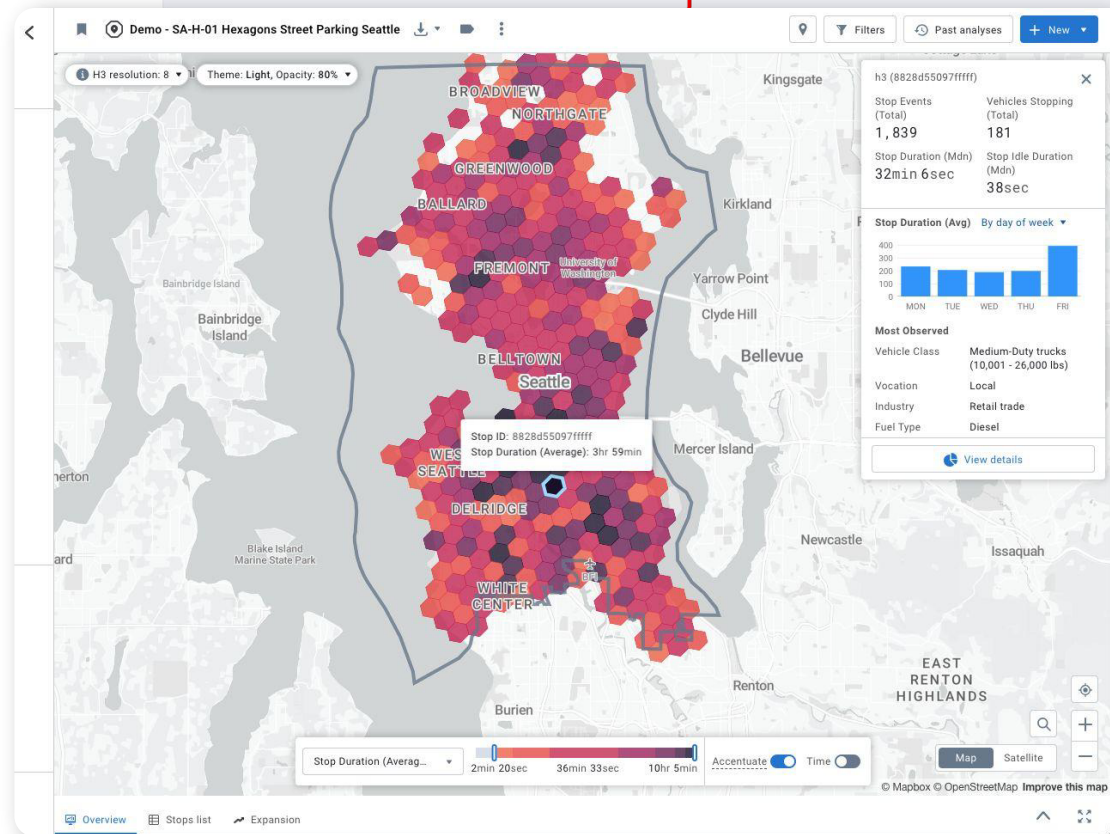 Demo - SA-H-01 Hexagons Street Parking Seattle
Filters
Past analyses
+ New
H3 resolution: 8
Theme: Light, Opacity: 80%
h3 (8828d55097fffff)
Stop Events (Total)
1,839
Vehicles Stopping (Total)
181
Stop Duration (Mdn)
32min 6sec
Stop Idle Duration (Mdn)
38sec
Stop Duration (Avg) By day of week
400
300
200
100
0
MON TUE WED THU FRI
Most Observed
Vehicle Class Medium-Duty trucks (10,001 - 26,000 lbs)
Vocation Local
Industry Retail trade
Fuel Type Diesel
View details
Kingsgate
BROADVIEW
NORTHGATE
GREENWOOD
BALLARD
Kirkland
FREMONT
University of Washington
Yarrow Point
Bainbridge Island
Clyde Hill
Bainbridge Island
BELLTOWN
Bellevue
Seattle
Stop ID: 8828d55097fffff
Stop Duration (Average): 3hr 59min
Mercer Island
WES
SEATTLE
erton
DELRIDGE
Newcastle
ard
Blake Island
Marine State Park
Issaquah
BFI
WHITE CENTER
EAST RENTON HIGHLANDS
Renton
Burien
Stop Duration (Averag...
2min 20sec 36min 33sec 10hr 5min
Accentuate
Time
Map
Satellite
© Mapbox © OpenStreetMap Improve this map
Overview
Stops list
Expansion